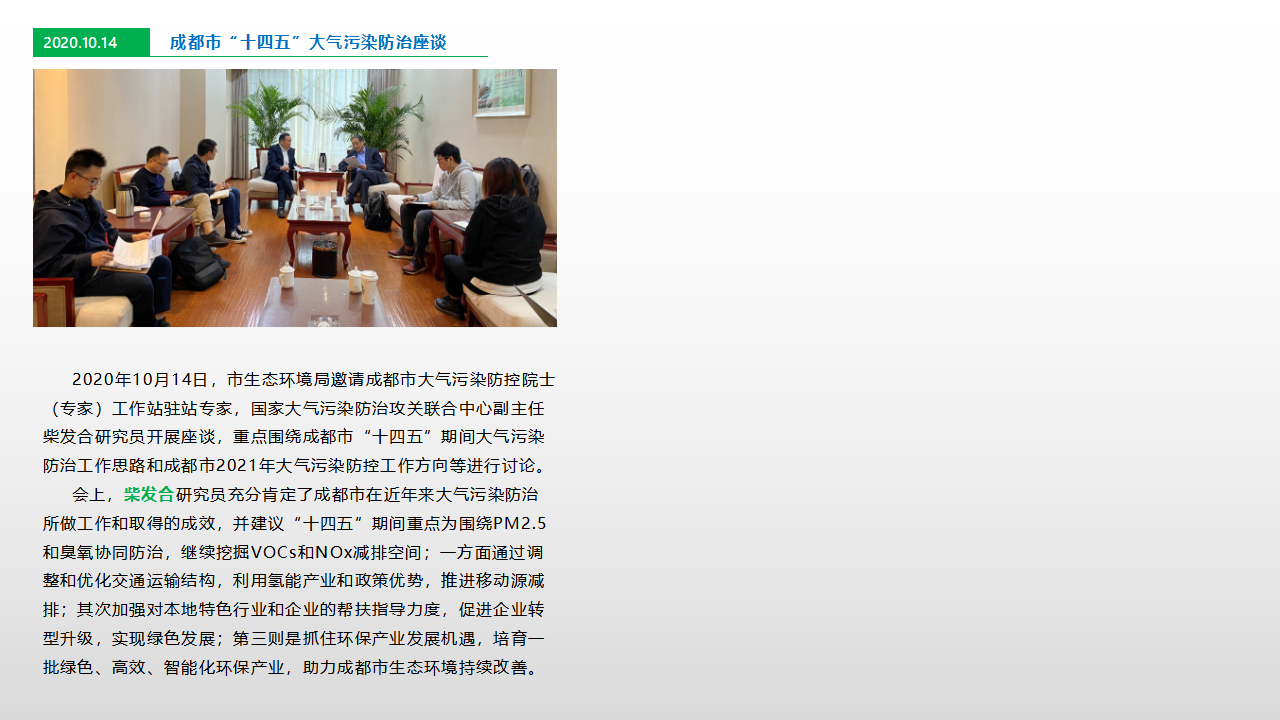 2020.10.14
成都市“十四五”大气污染防治座谈
2020年10月14日，市生态环境局邀请成都市大气污染防控院士
（专家）工作站驻站专家，国家大气污染防治攻关联合中心副主任
柴发合研究员开展座谈，重点围绕成都市“十四五”期间大气污染
防治工作思路和成都市2021年大气污染防控工作方向等进行讨论。
会上，柴发合研究员充分肯定了成都市在近年来大气污染防治
所做工作和取得的成效，并建议“十四五”期间重点为围绕PM2.5
和臭氧协同防治，继续挖掘VOCs和NOx减排空间；一方面通过调
整和优化交通运输结构，利用氢能产业和政策优势，推进移动源减
排；其次加强对本地特色行业和企业的帮扶指导力度，促进企业转
型升级，实现绿色发展；第三则是抓住环保产业发展机遇，培育一
批绿色、高效、智能化环保产业，助力成都市生态环境持续改善。